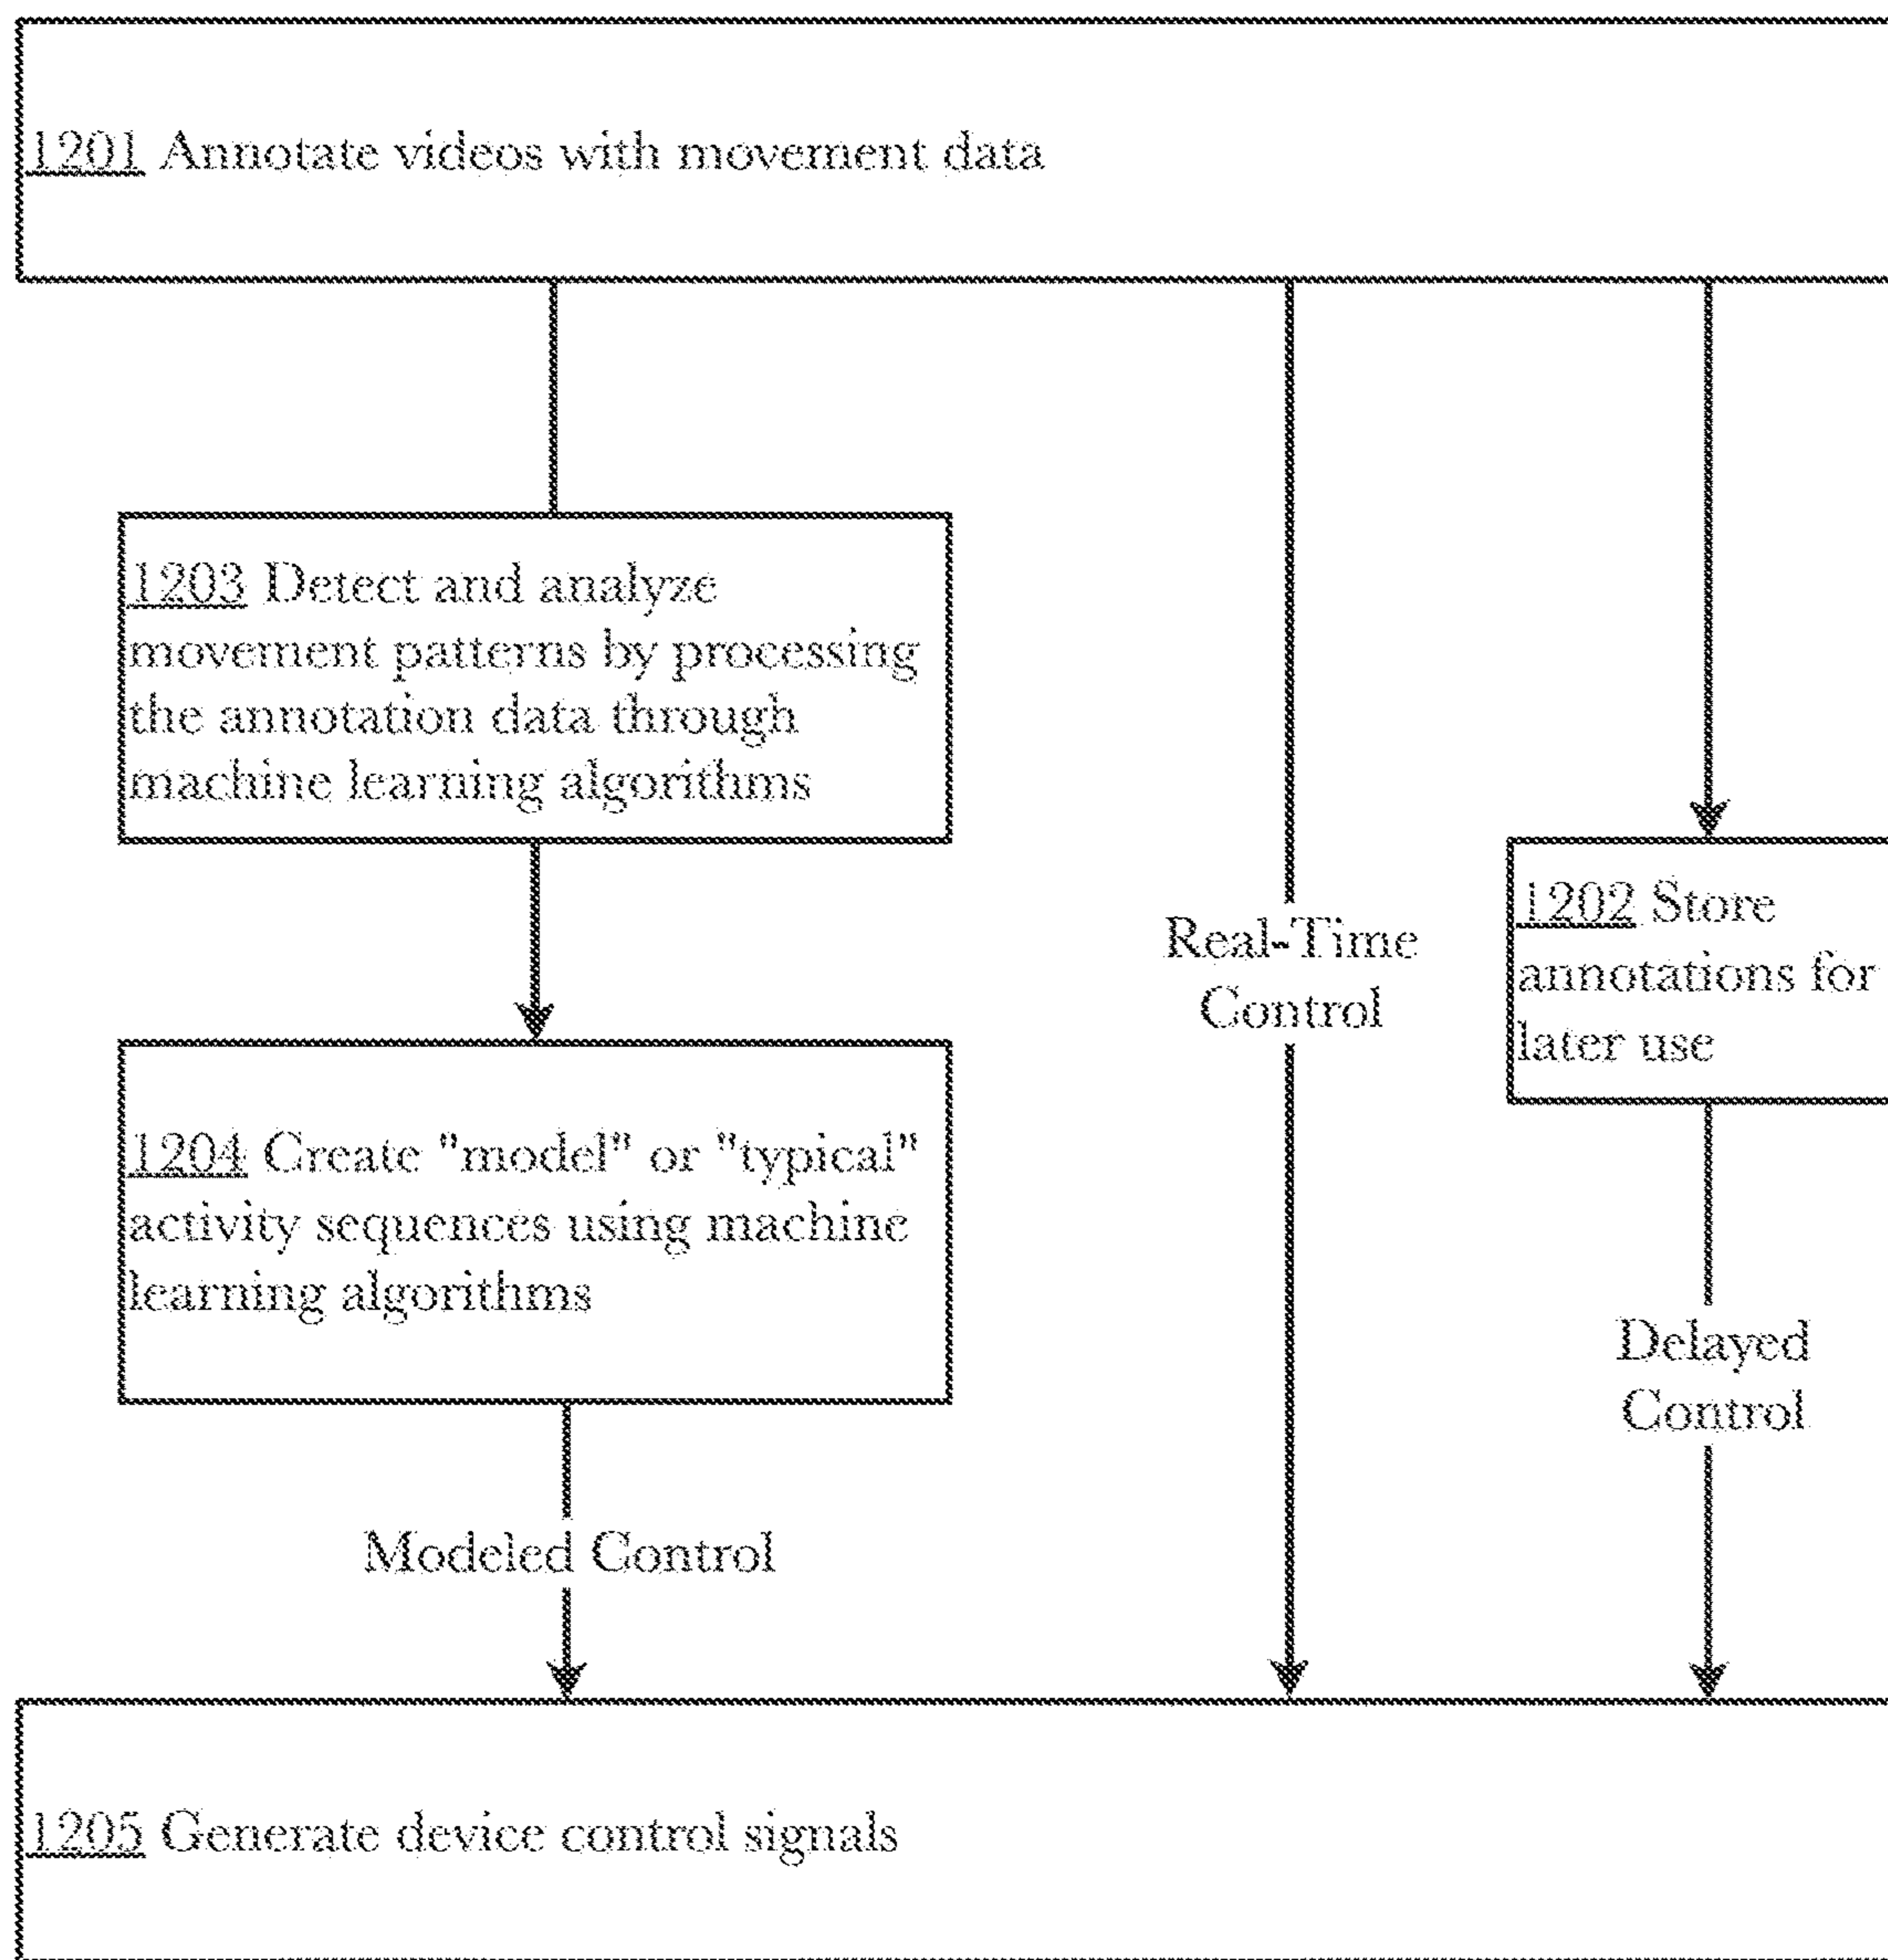 1201 Annotate videos with movement data
1203 Detect and analyze
movement patterns by processing
the annotation data through
machine learning algorithms
1204 Create "model" or "typical"
activity sequences using machine
learning algorithms
Modeled Control
Real-Time
Control
1202 Store
annotations for
later use
Delayed
Control
1205 Generate device control signals